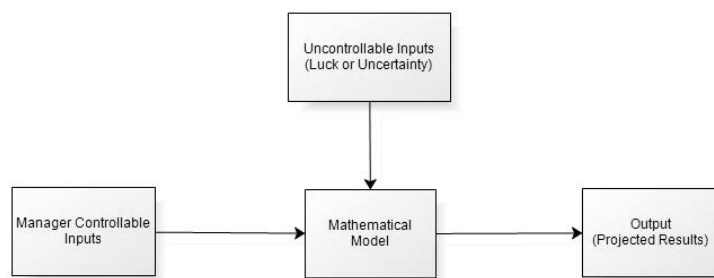 Uncontrollable Inputs
(Luck or Uncertainty)
Manager Controllable
Inputs
Mathematical
Model
Output
(Projected Results)